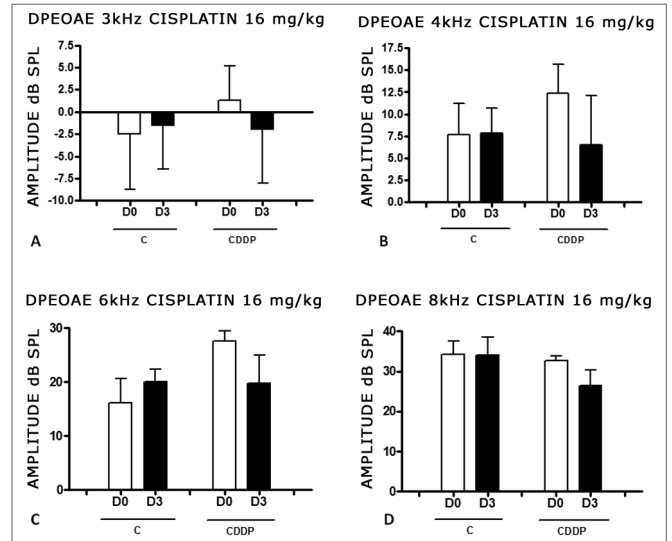 DPEOAE 3kHz CISPLATIN 16 mg/kg
AMPLITUDE dB SPL
7.5
5.0
2.5
0.0
-2.5
-5.0
-7.5
-10.0
D0 D3 D0 D3
C CDDP
A
DPEOAE 4kHz CISPLATIN 16 mg/kg
AMPLITUDE dB SPL
17.5
15.0
12.5
10.0
7.5
5.0
2.5
0.0
D0 D3 D0 D3
C CDDP
B
DPEOAE 6kHz CISPLATIN 16 mg/kg
AMPLITUDE dB SPL
30
20
10
0
D0 D3 D0 D3
C CDDP
C
DPEOAE 8kHz CISPLATIN 16 mg/kg
AMPLITUDE dB SPL
40
30
20
10
0
D0 D3 D0 D3
C CDDP
D